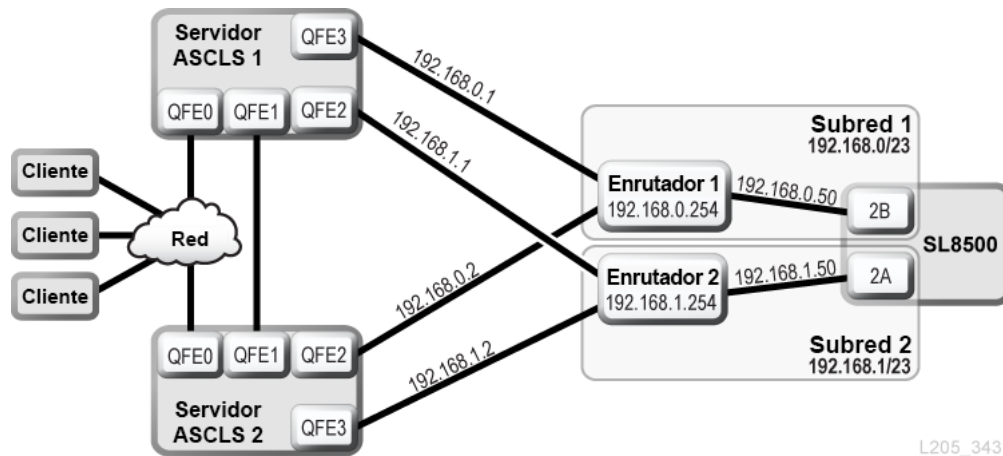 Servidor
ASCLS 1
QFE3
QFE0
QFE1
QFE2
192.168.0.1
192.168.1.1
Subred 1
192.168.0/23
Cliente
Cliente
Cliente
Red
Enrutador 1
192.168.0.254
192.168.0.50
2B
SL8500
Enrutador 2
192.168.1.254
192.168.1.50
2A
192.168.0.2
192.168.1.2
Subred 2
192.168.1/23
QFE0
QFE1
QFE2
Servidor
ASCLS 2
QFE3
L205_343